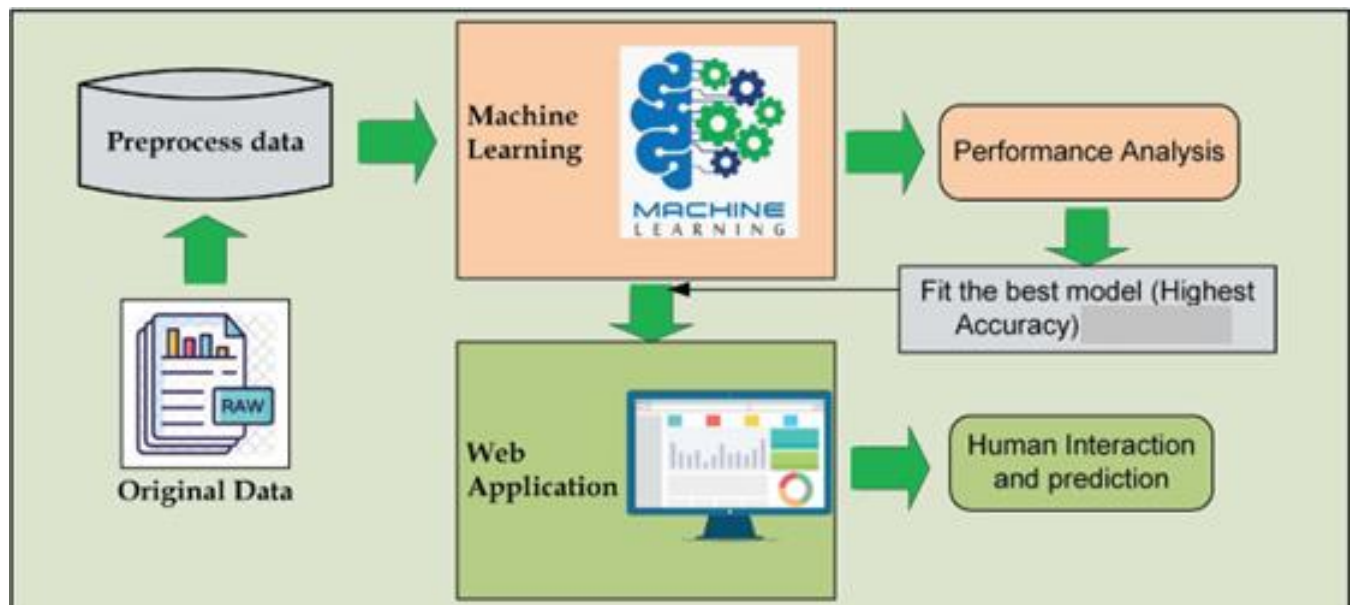 Preprocess data
Machine
Learning
MACHINE
LEARNING
Performance Analysis
Fit the best model (Highest
Accuracy)
RAW
Original Data
Web
Application
Human Interaction
and prediction